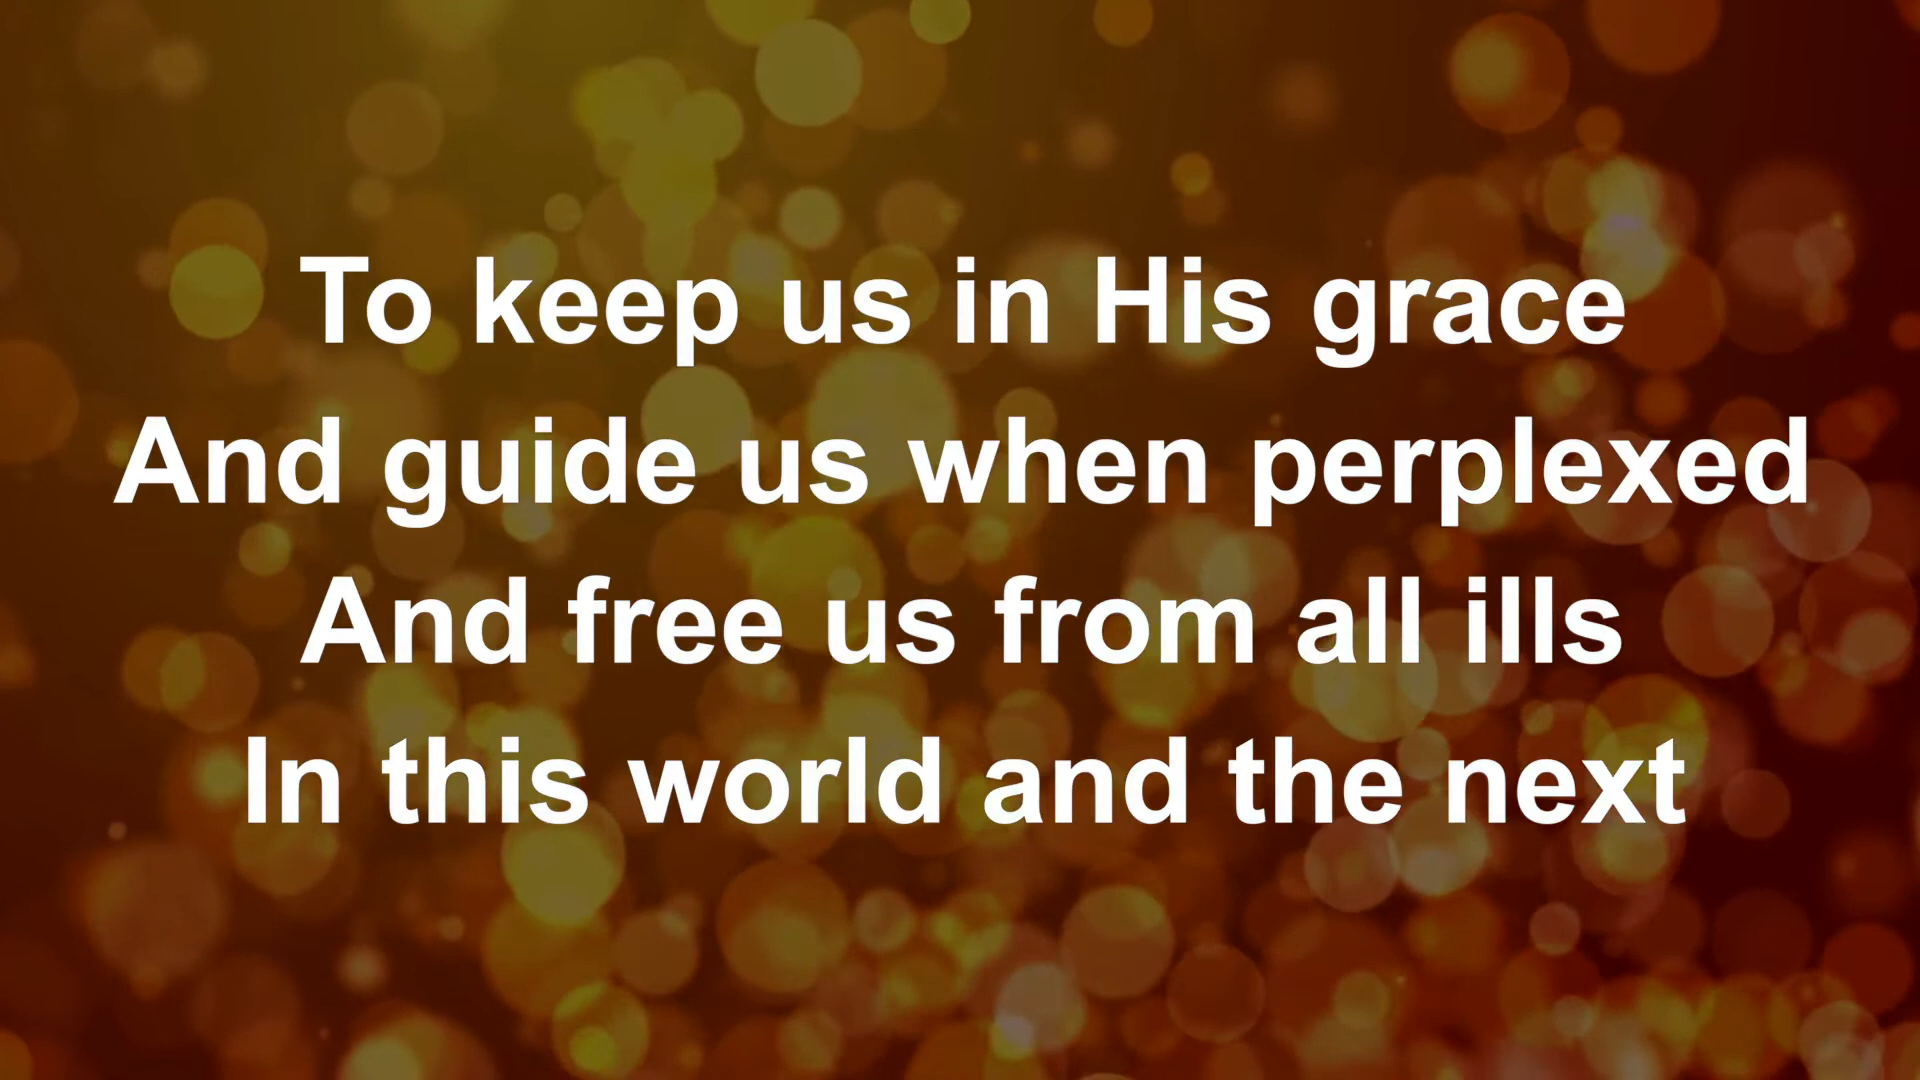 To keep us in His grace
And guide us when perplexed
And free us from all ills
In this world and the next